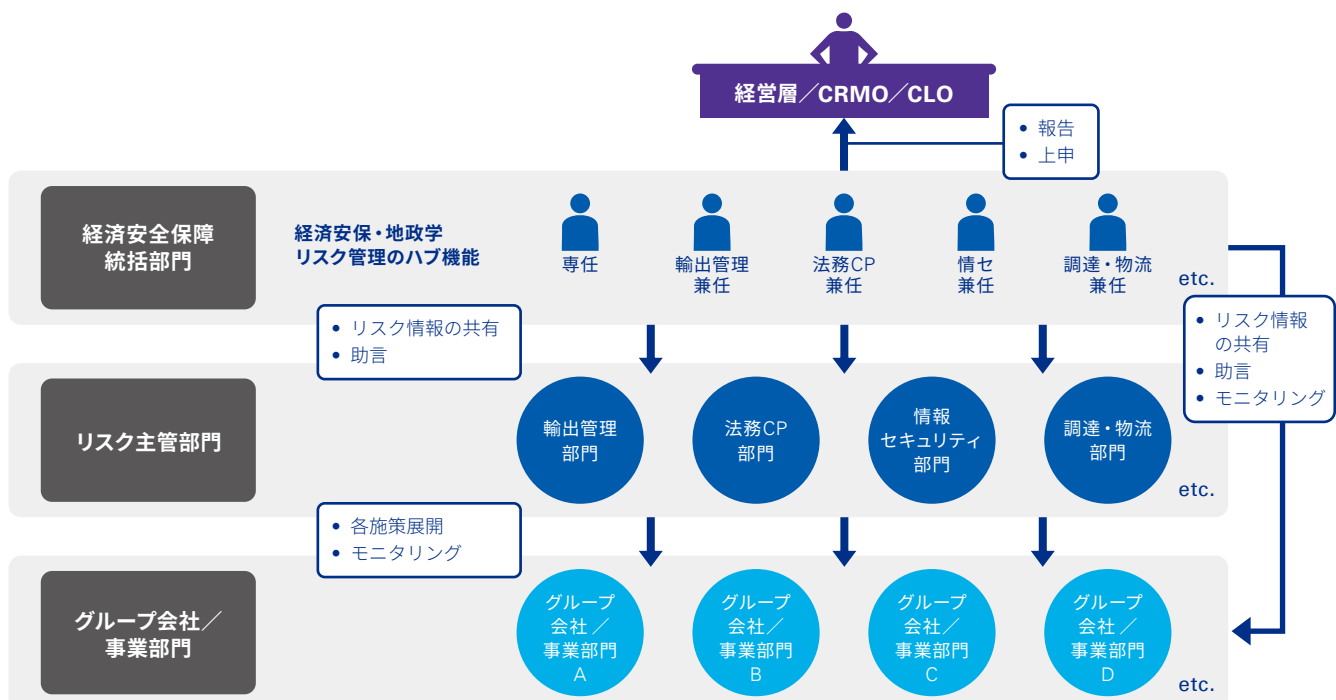 経営層／CRMO／CLO
• 報告
• 上申
経済安全保障
統括部門
経済安保・地政学
リスク管理のハブ機能
専任
輸出管理
兼任
法務CP
兼任
情セ
兼任
調達・物流
兼任
etc.
• リスク情報の共有
• 助言
• リスク情報
の共有
• 助言
• モニタリング
リスク主管部門
輸出管理
部門
法務CP
部門
情報
セキュリティ
部門
調達・物流
部門
etc.
• 各施策展開
• モニタリング
グループ会社／
事業部門
グループ
会社／
事業部門
A
グループ
会社／
事業部門
B
グループ
会社／
事業部門
C
グループ
会社／
事業部門
D
etc.